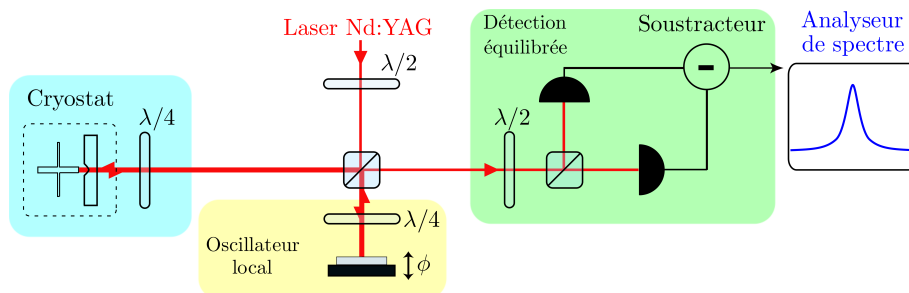 Laser Nd:YAG
λ/2
Cryostat
λ/4
Oscillateur
local
λ/4
ϕ
Détection
équilibrée
λ/2
Soustracteur
-
Analyseur
de spectre